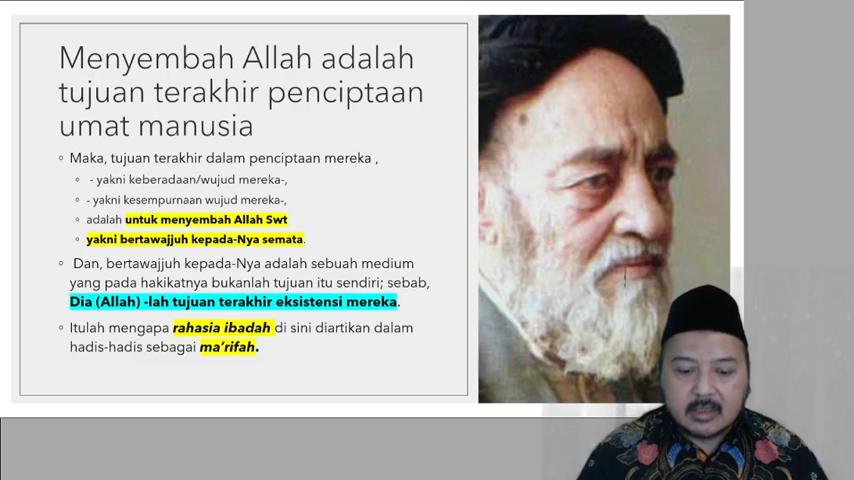 Menyembah Allah adalah
tujuan terakhir penciptaan
umat manusia
Maka, tujuan terakhir dalam penciptaan mereka ,
- yakni keberadaan/wujud mereka-,
- yakni kesempurnaan wujud mereka-,
adalah untuk menyembah Allah Swt
yakni bertawajjuh kepada-Nya semata.
Dan, bertawajjuh kepada-Nya adalah sebuah medium
yang pada hakikatnya bukanlah tujuan itu sendiri; sebab,
Dia (Allah) -lah tujuan terakhir eksistensi mereka.
Itulah mengapa rahasia ibadah di sini diartikan dalam
hadis-hadis sebagai ma’rifah.